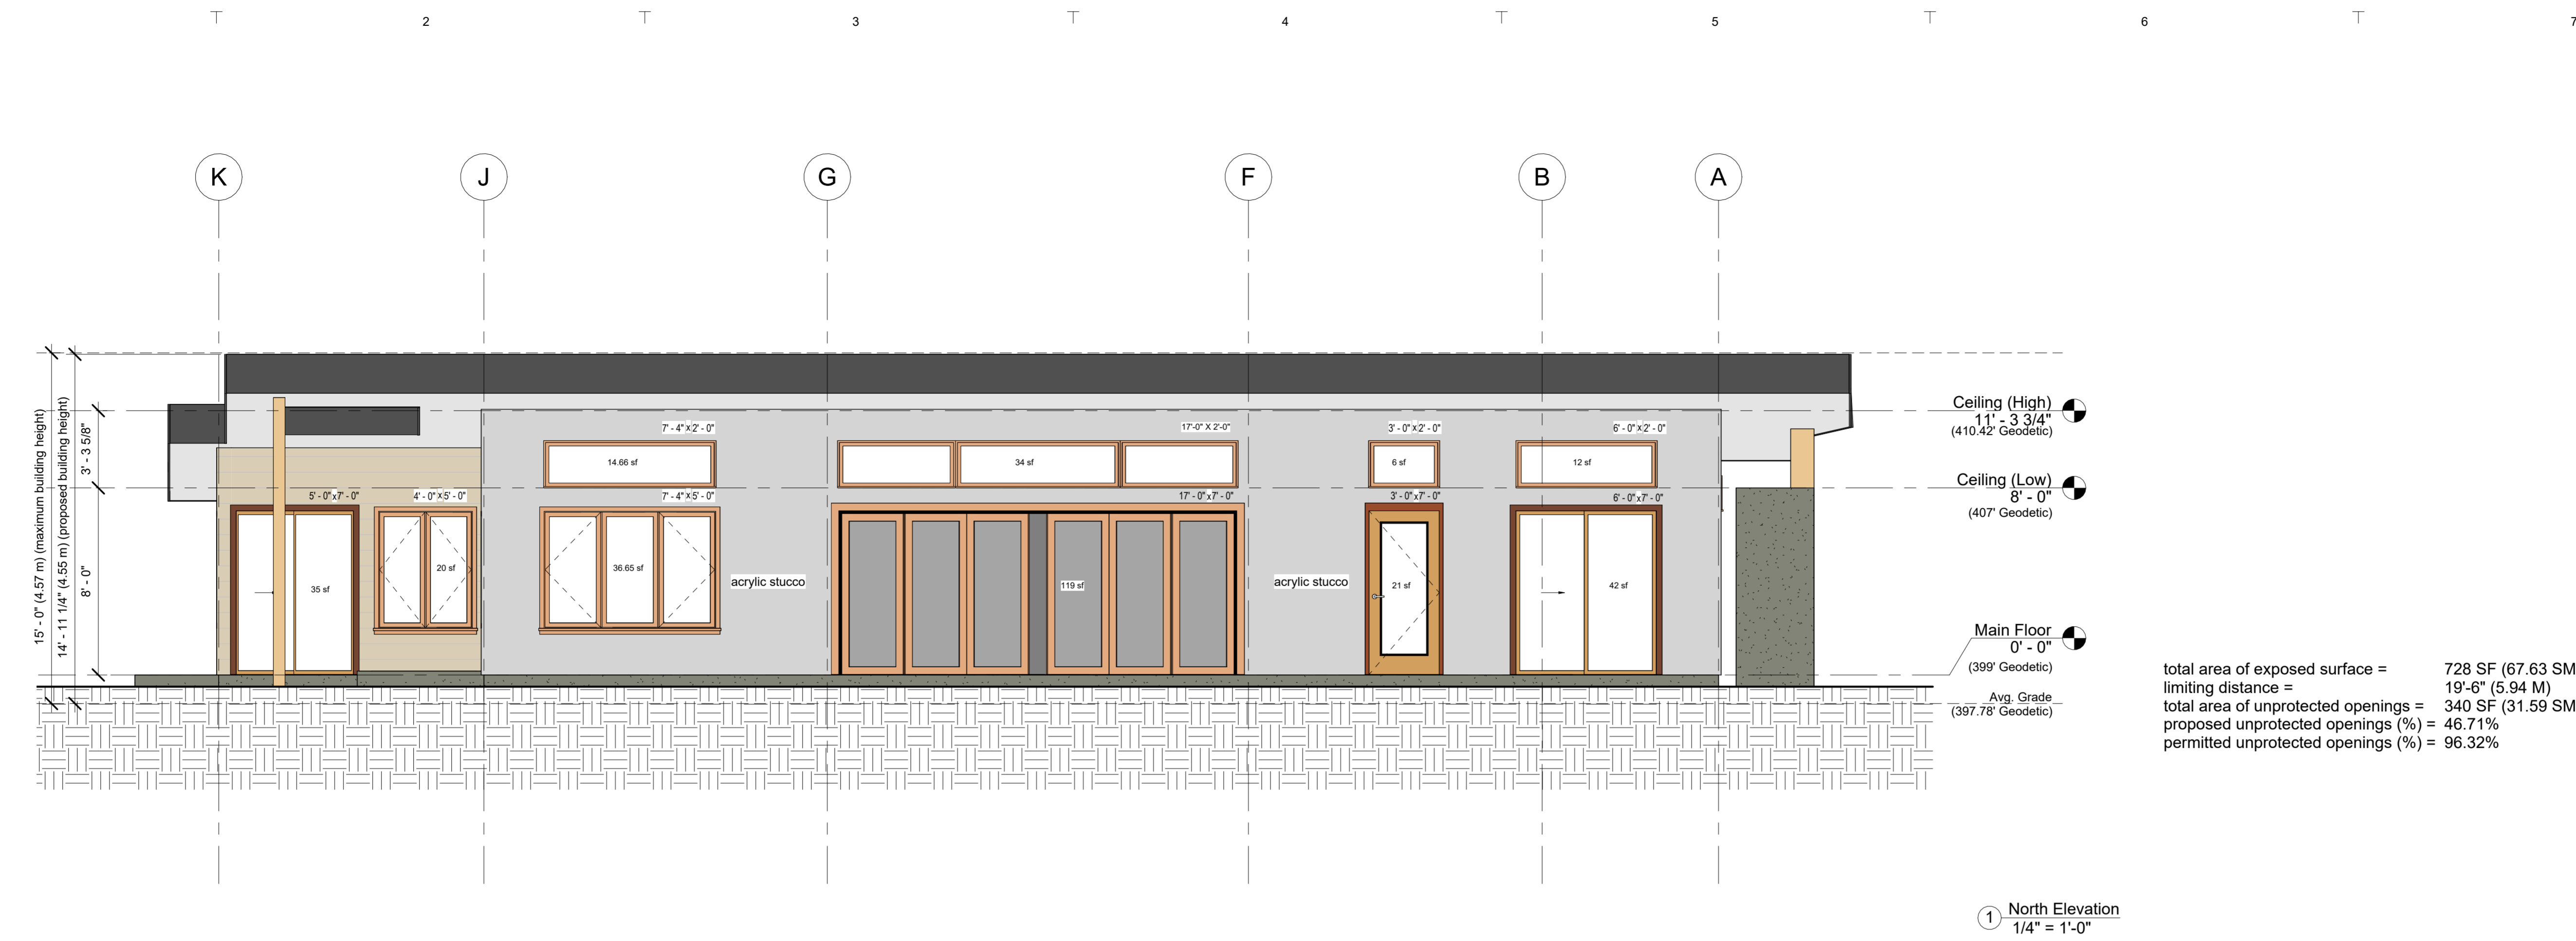 2
3
4
5
6
7
K
J
G
F
B
A
15' - 0" (4.57 m) (maximum building height)
14' - 11 1/4" (4.55 m) (proposed building height)
3' - 3 5/8"
8' - 0"
7' - 4" x 2' - 0"
17'-0" X 2'-0"
3' - 0" x 2' - 0"
6' - 0" x 2' - 0"
14.66 sf
34 sf
6 sf
12 sf
5' - 0" x 7' - 0"
4' - 0" x 5' - 0"
7' - 4" x 5' - 0"
17' - 0" x 7' - 0"
3' - 0" x 7' - 0"
6' - 0" x 7' - 0"
35 sf
20 sf
36.65 sf
acrylic stucco
119 sf
acrylic stucco
21 sf
42 sf
Ceiling (High)
11' - 3 3/4"
(410.42' Geodetic)
Ceiling (Low)
8' - 0"
(407' Geodetic)
Main Floor
0' - 0"
(399' Geodetic)
Avg. Grade
(397.78' Geodetic)
total area of exposed surface = 728 SF (67.63 SM
limiting distance = 19'-6" (5.94 M)
total area of unprotected openings = 340 SF (31.59 SM
proposed unprotected openings (%) = 46.71%
permitted unprotected openings (%) = 96.32%
1 North Elevation
1/4" = 1'-0"